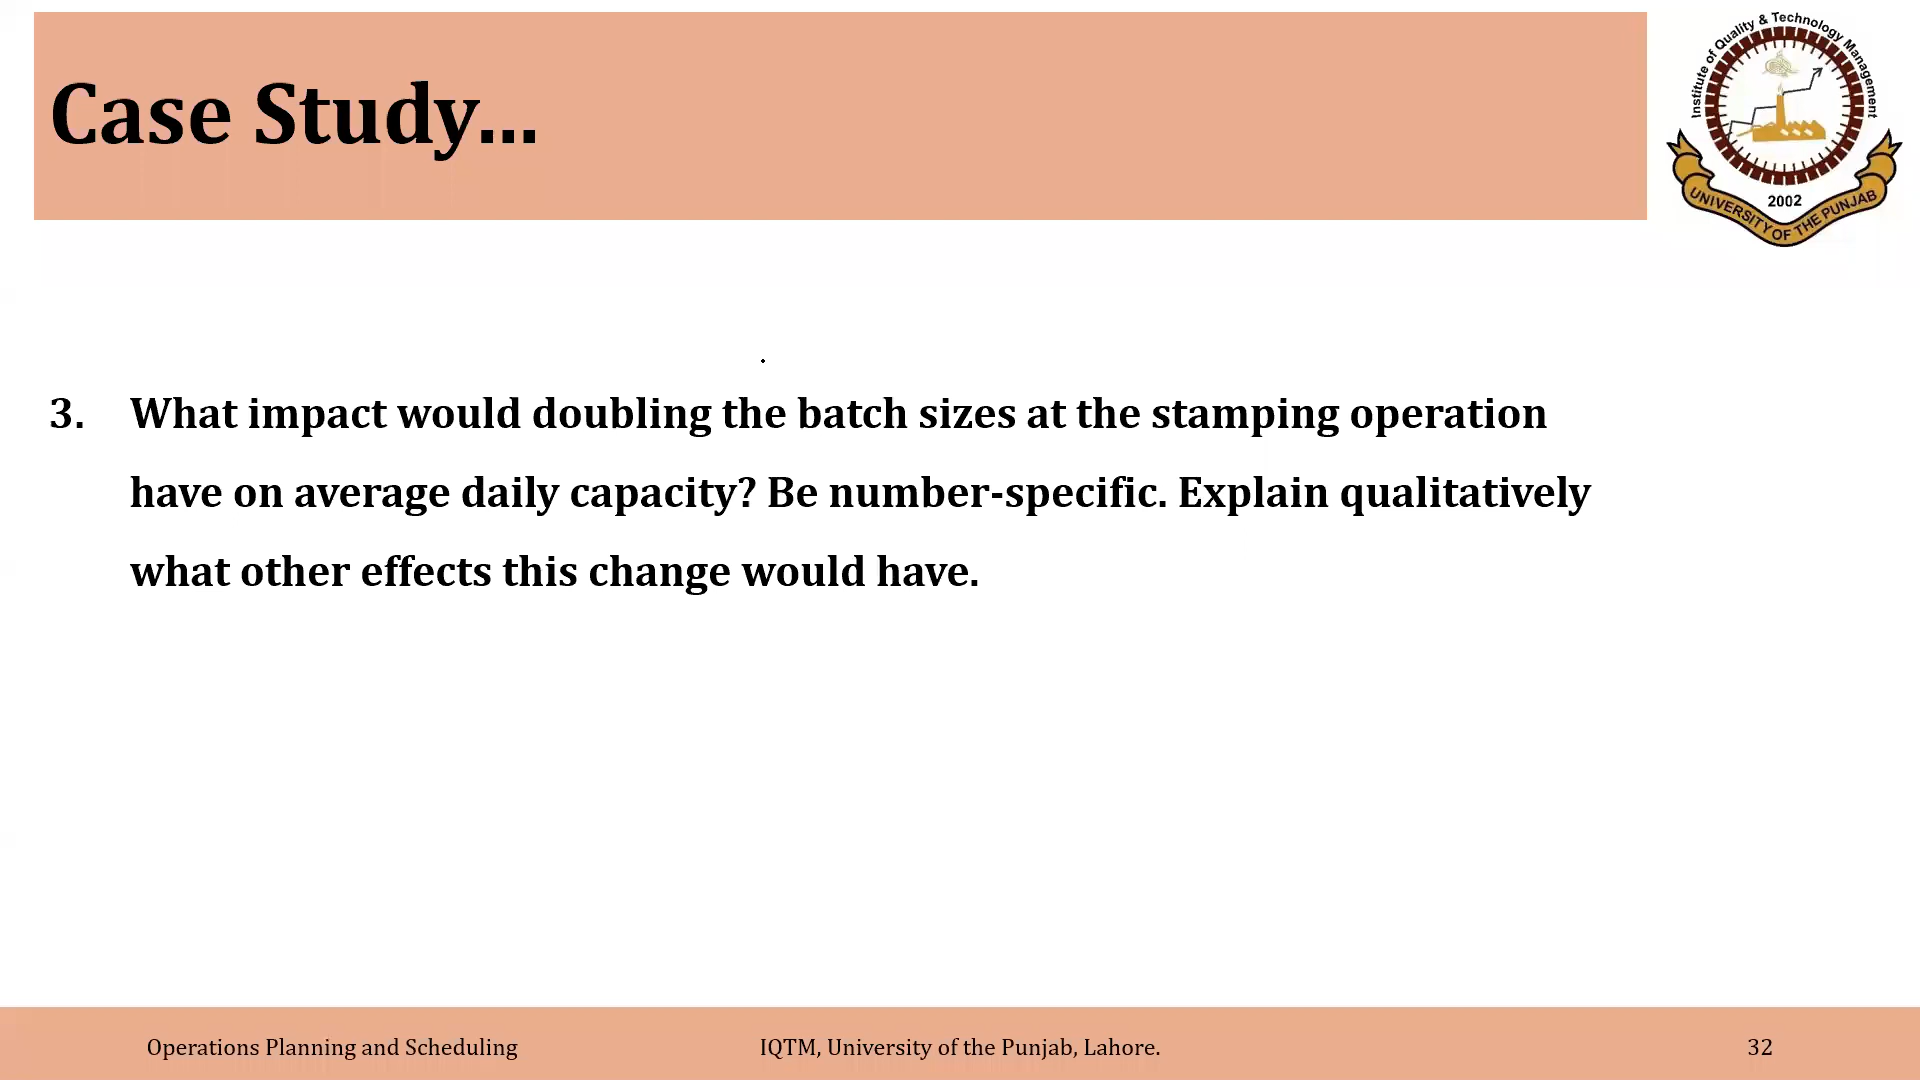 Case Study...
Institute of Quality & Technology Management
2002
UNIVERSITY OF THE PUNJAB
3. What impact would doubling the batch sizes at the stamping operation
have on average daily capacity? Be number-specific. Explain qualitatively
what other effects this change would have.
Operations Planning and Scheduling IQTM, University of the Punjab, Lahore. 32